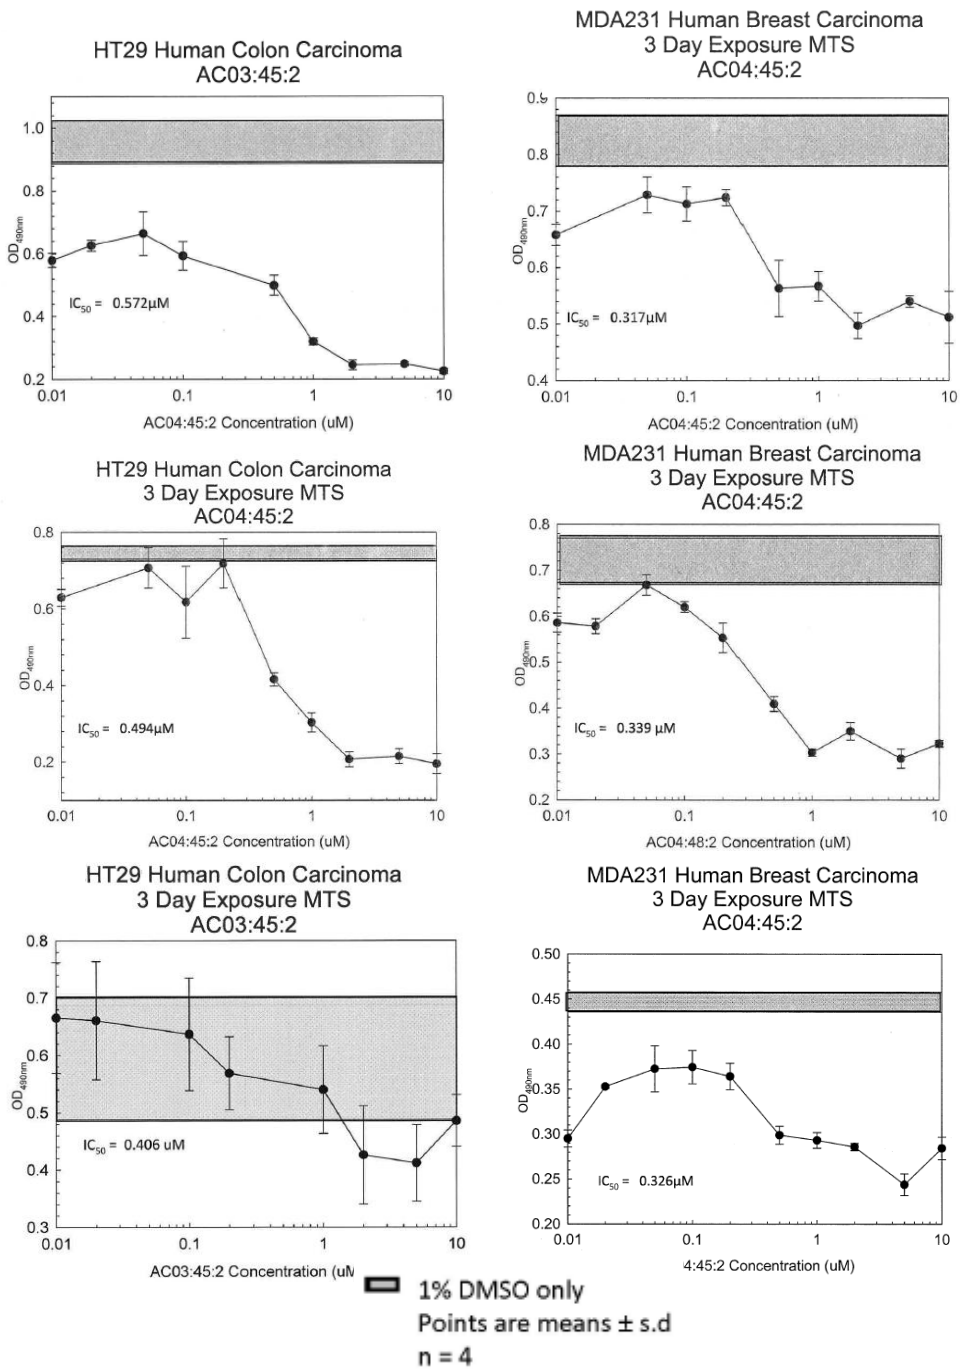 HT29 Human Colon Carcinoma
AC03:45:2
1.0
0.8
0.6
0.4
0.2
OD490nm
IC50 = 0.572µM
0.01
0.1
1
10
AC04:45:2 Concentration (uM)
MDA231 Human Breast Carcinoma
3 Day Exposure MTS
AC04:45:2
0.9
0.8
0.7
0.6
0.5
0.4
OD490nm
IC50 = 0.317µM
0.01
0.1
1
10
AC04:45:2 Concentration (uM)
HT29 Human Colon Carcinoma
3 Day Exposure MTS
AC04:45:2
0.8
0.6
0.4
0.2
OD490nm
IC50 = 0.494µM
0.01
0.1
1
10
AC04:45:2 Concentration (uM)
MDA231 Human Breast Carcinoma
3 Day Exposure MTS
AC04:45:2
0.8
0.7
0.6
0.5
0.4
0.3
0.2
OD490nm
IC50 = 0.339 µM
0.01
0.1
1
10
AC04:48:2 Concentration (uM)
HT29 Human Colon Carcinoma
3 Day Exposure MTS
AC03:45:2
0.8
0.7
0.6
0.5
0.4
0.3
OD490nm
IC50 = 0.406 uM
0.01
0.1
1
10
AC03:45:2 Concentration (uM
MDA231 Human Breast Carcinoma
3 Day Exposure MTS
AC04:45:2
0.50
0.45
0.40
0.35
0.30
0.25
0.20
OD490nm
IC50 = 0.326µM
0.01
0.1
1
10
4:45:2 Concentration (uM)
1% DMSO only
Points are means ± s.d
n = 4